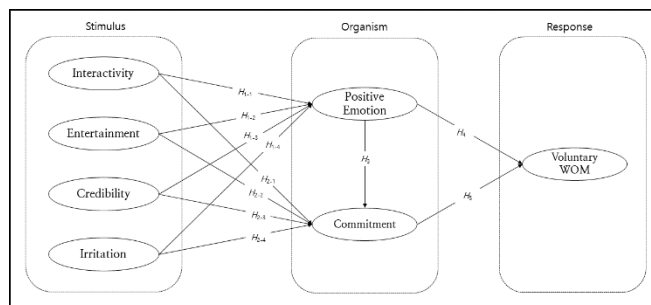 Stimulus
Organism
Response
Interactivity
Entertainment
Credibility
Irritation
H1-1
H1-2
H1-3
H1-4
H2-1
H2-2
H2-3
H2-4
Positive
Emotion
H3
Commitment
H4
H5
Voluntary
WOM